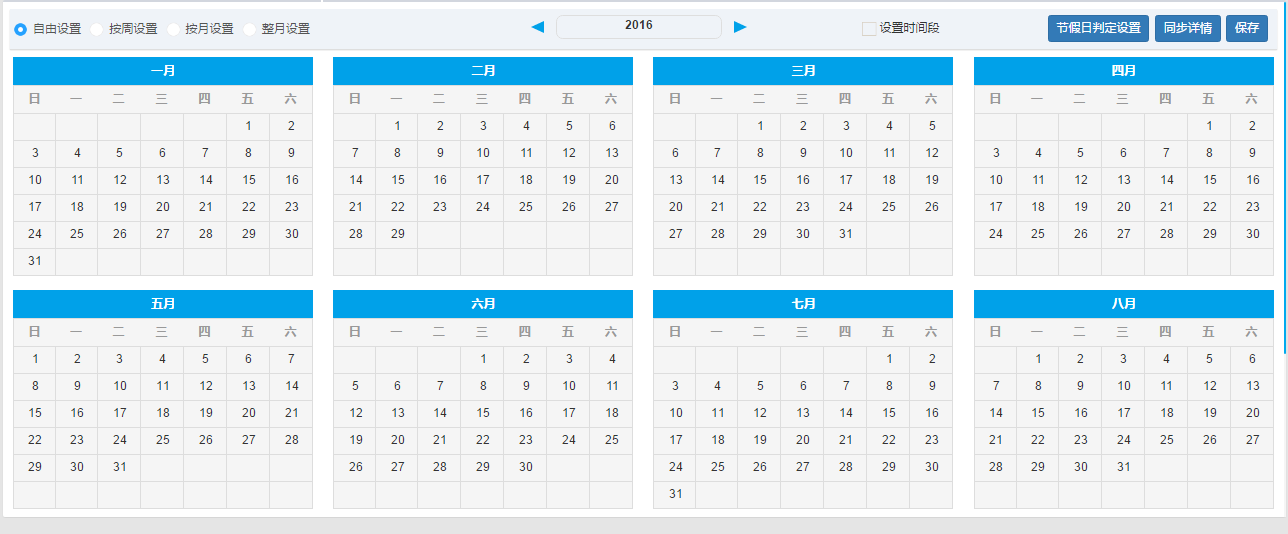 自由设置 按周设置 按月设置 整月设置 2016 设置时间段 节假日判定设置 同步详情 保存
一月
日 一 二 三 四 五 六
1 2
3 4 5 6 7 8 9
10 11 12 13 14 15 16
17 18 19 20 21 22 23
24 25 26 27 28 29 30
31
二月
日 一 二 三 四 五 六
1 2 3 4 5 6
7 8 9 10 11 12 13
14 15 16 17 18 19 20
21 22 23 24 25 26 27
28 29
三月
日 一 二 三 四 五 六
1 2 3 4 5
6 7 8 9 10 11 12
13 14 15 16 17 18 19
20 21 22 23 24 25 26
27 28 29 30 31
四月
日 一 二 三 四 五 六
1 2
3 4 5 6 7 8 9
10 11 12 13 14 15 16
17 18 19 20 21 22 23
24 25 26 27 28 29 30
五月
日 一 二 三 四 五 六
1 2 3 4 5 6 7
8 9 10 11 12 13 14
15 16 17 18 19 20 21
22 23 24 25 26 27 28
29 30 31
六月
日 一 二 三 四 五 六
1 2 3 4
5 6 7 8 9 10 11
12 13 14 15 16 17 18
19 20 21 22 23 24 25
26 27 28 29 30
七月
日 一 二 三 四 五 六
1 2
3 4 5 6 7 8 9
10 11 12 13 14 15 16
17 18 19 20 21 22 23
24 25 26 27 28 29 30
31
八月
日 一 二 三 四 五 六
1 2 3 4 5 6
7 8 9 10 11 12 13
14 15 16 17 18 19 20
21 22 23 24 25 26 27
28 29 30 31